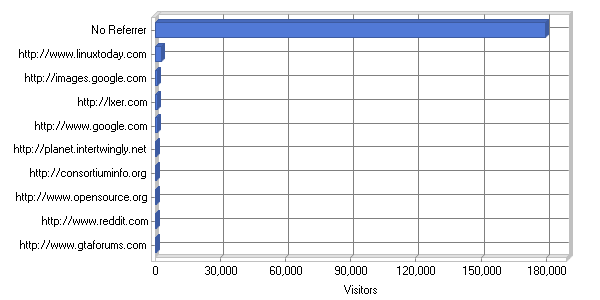 No Referrer
http://www.linuxtoday.com
http://images.google.com
http://lxer.com
http://www.google.com
http://planet.intertwingly.net
http://consortiuminfo.org
http://www.opensource.org
http://www.reddit.com
http://www.gtaforums.com
0 30,000 60,000 90,000 120,000 150,000 180,000
Visitors